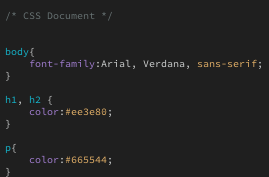 /* CSS Document */
body{
font-family:Arial, Verdana, sans-serif;
}
h1, h2 {
color:#ee3e80;
}
p{
color:#665544;
}